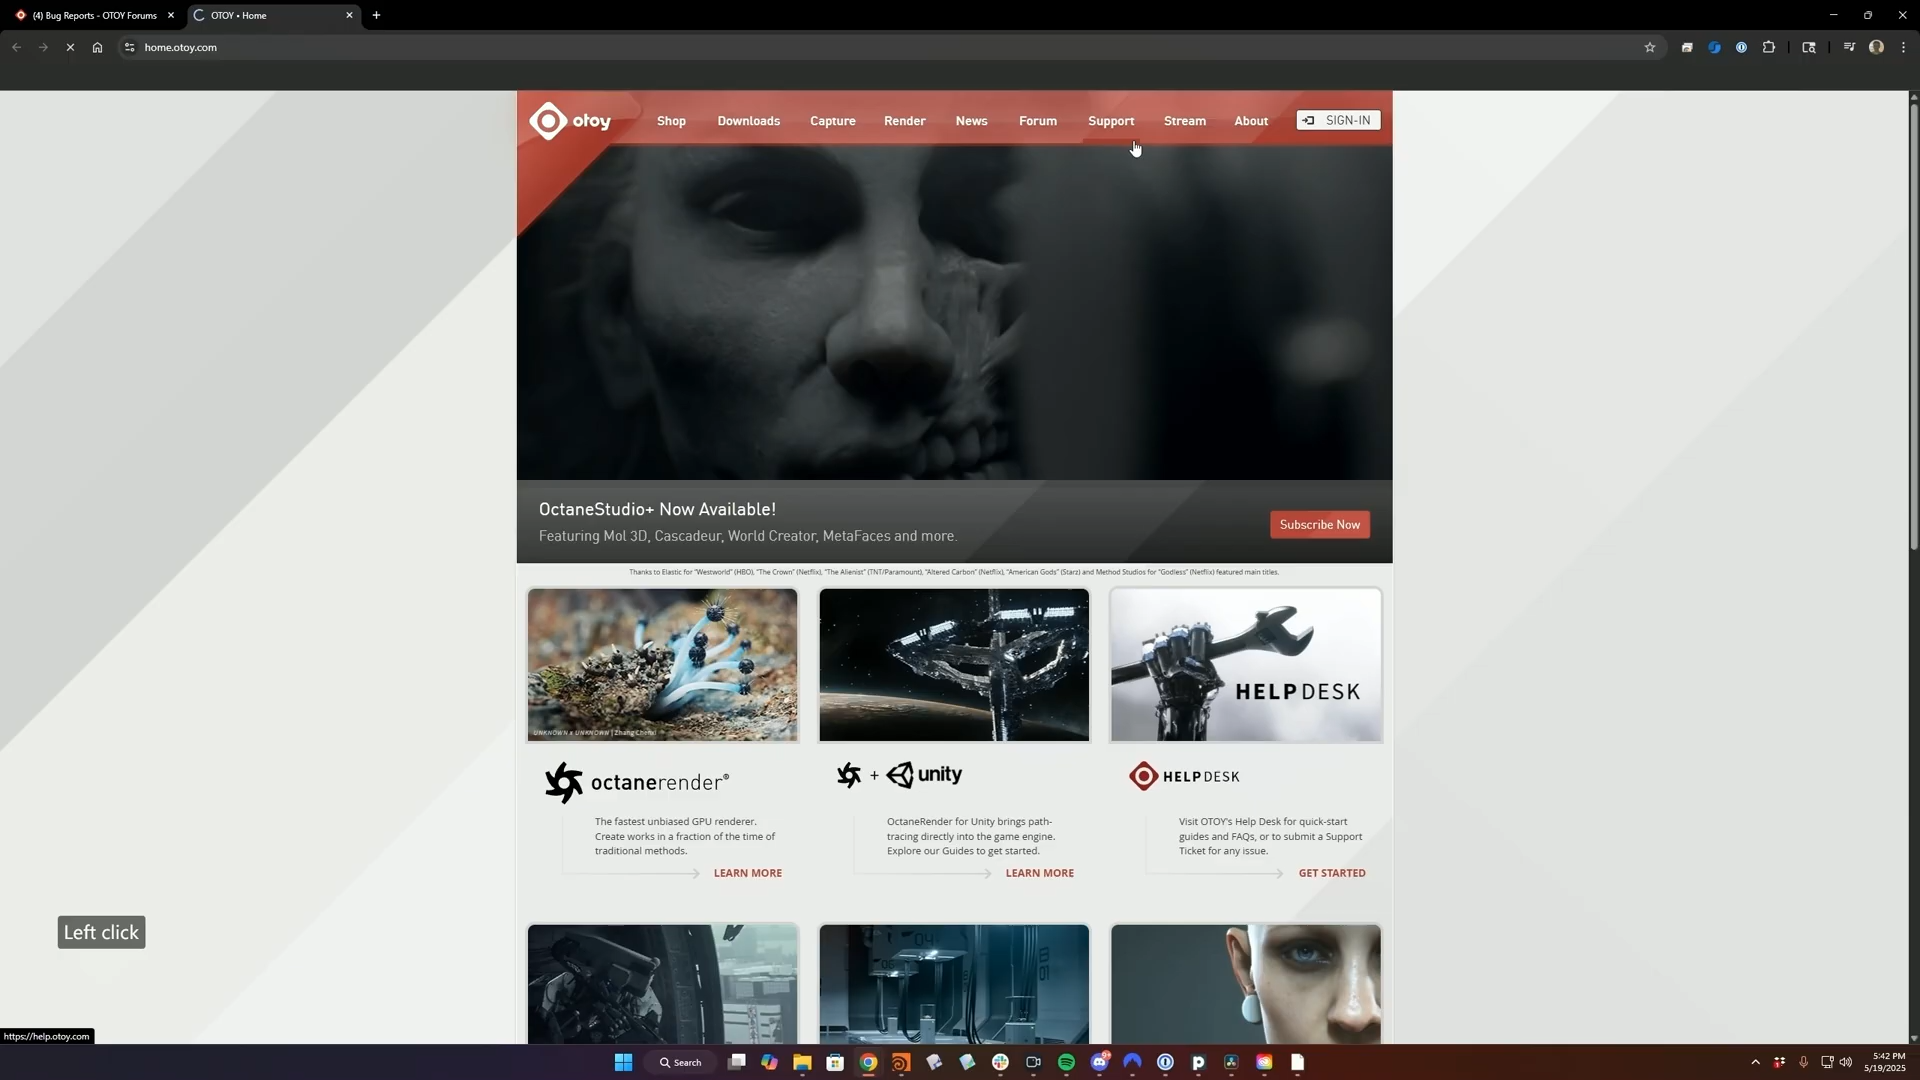 (4) Bug Reports - OTOY Forums
OTOY • Home
home.otoy.com
otoy
Shop
Downloads
Capture
Render
News
Forum
Support
Stream
About
SIGN-IN
OctaneStudio+ Now Available!
Featuring Mol 3D, Cascadeur, World Creator, MetaFaces and more.
Subscribe Now
Thanks to Elastic for "Westworld" (HBO), "The Crown" (Netflix), "The Alienist" (TNT/Paramount), "Altered Carbon" (Netflix), "American Gods" (Starz) and Method Studios for "Godless" (Netflix) featured main titles.
UNKNOWN x UNKNOWN | Zhang Chenxi
HELPDESK
octanerender®
+ unity
HELPDESK
The fastest unbiased GPU renderer.
Create works in a fraction of the time of
traditional methods.
LEARN MORE
OctaneRender for Unity brings path-
tracing directly into the game engine.
Explore our Guides to get started.
LEARN MORE
Visit OTOY's Help Desk for quick-start
guides and FAQs, or to submit a Support
Ticket for any issue.
GET STARTED
Left click
https://help.otoy.com
Search
5:42 PM
5/19/2025